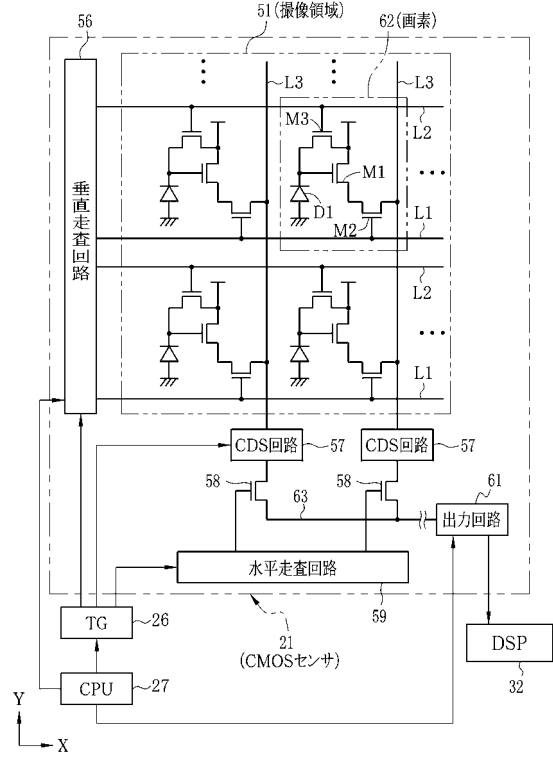 56
51(撮像領域)
62(画素)
L3
L3
M3
L2
M1
D1
M2
L1
垂直走査回路
L2
L1
CDS回路
57
CDS回路
57
58
58
63
61
出力回路
水平走査回路
59
TG
26
21
(CMOSセンサ)
DSP
32
CPU
27
Y
X